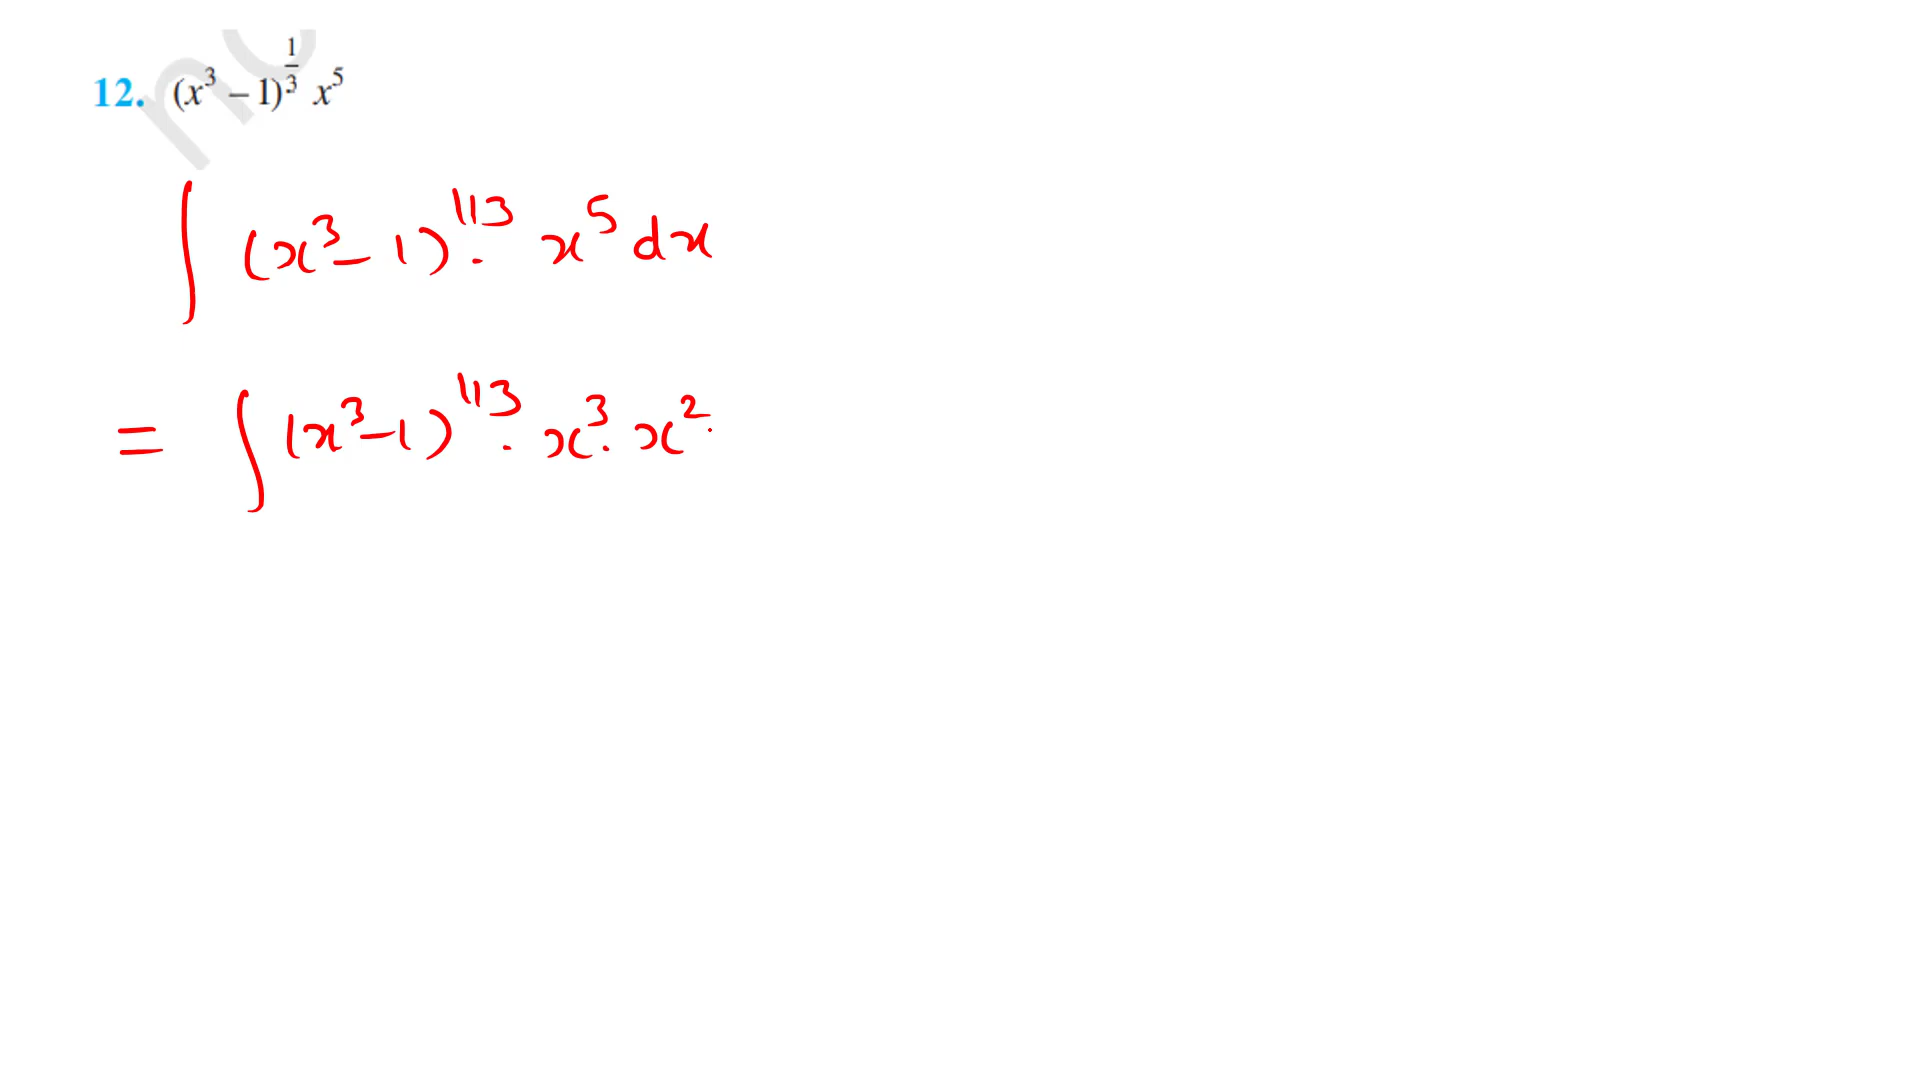 12. (x³ – 1)^(1/3) x⁵
∫ (x³ – 1)^1/3 . x⁵ dx
= ∫ (x³ – 1)^1/3 . x³ . x² .